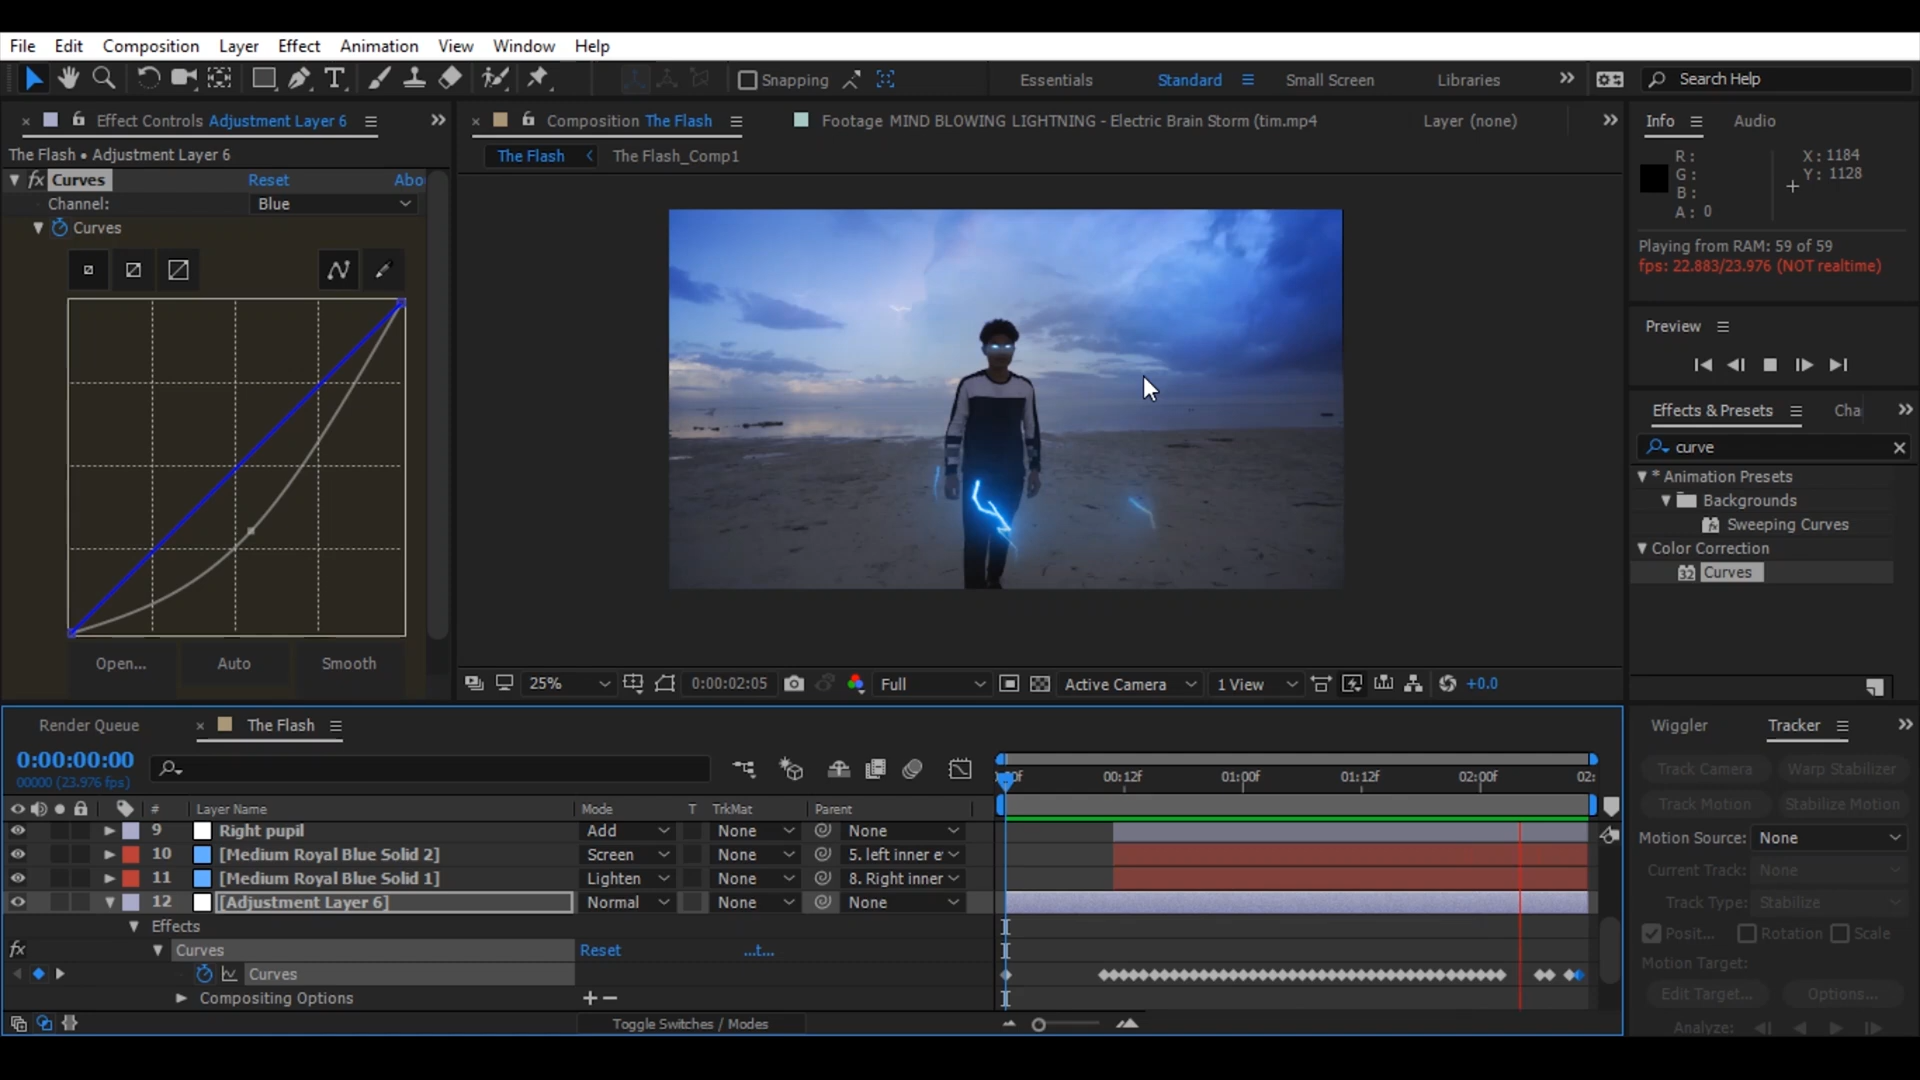 File Edit Composition Layer Effect Animation View Window Help
Snapping Essentials Standard Small Screen Libraries Search Help
Effect Controls Adjustment Layer 6
The Flash • Adjustment Layer 6
fx Curves Reset Abo
Channel: Blue
Curves
Open... Auto Smooth
Composition The Flash Footage MIND BLOWING LIGHTNING - Electric Brain Storm (tim.mp4 Layer (none)
The Flash The Flash_Comp1
25% 0:00:02:05 Full Active Camera 1 View +0.0
Info Audio
R: X: 1184
G: Y: 1128
B:
A: 0
Playing from RAM: 59 of 59
fps: 22.883/23.976 (NOT realtime)
Preview
Effects & Presets Cha
curve
* Animation Presets
Backgrounds
Sweeping Curves
Color Correction
32 Curves
Render Queue The Flash
0:00:00:00
00000 (23.976 fps)
00f 00:12f 01:00f 01:12f 02:00f 02:
# Layer Name Mode T TrkMat Parent
9 Right pupil Add None None
10 [Medium Royal Blue Solid 2] Screen None 5. left inner e
11 [Medium Royal Blue Solid 1] Lighten None 8. Right inner
12 [Adjustment Layer 6] Normal None None
Effects
fx Curves Reset ...t...
Curves
Compositing Options
Toggle Switches / Modes
Wiggler Tracker
Track Camera Warp Stabilizer
Track Motion Stabilize Motion
Motion Source: None
Current Track: None
Track Type: Stabilize
Posit... Rotation Scale
Motion Target:
Edit Target... Options...
Analyze: